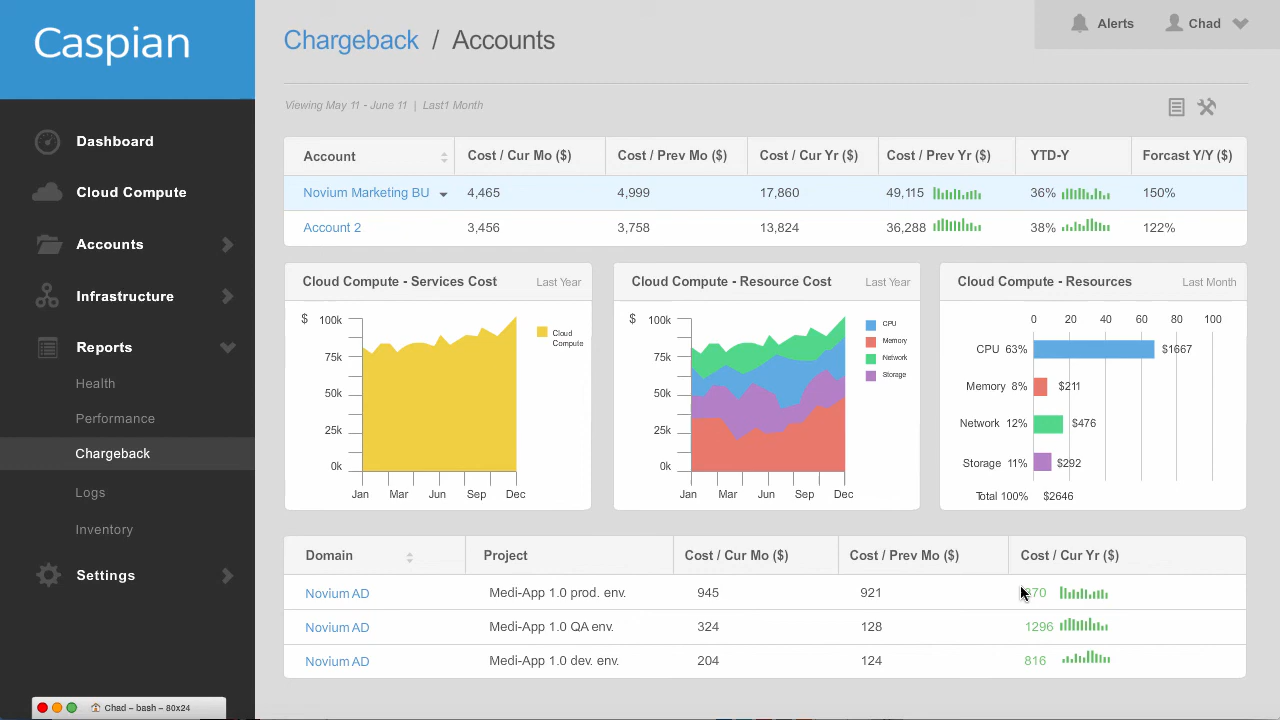 Caspian
Chargeback / Accounts
Alerts
Chad
Viewing May 11 - June 11 | Last1 Month
Dashboard
Cloud Compute
Accounts
Infrastructure
Reports
Health
Performance
Chargeback
Logs
Inventory
Settings
Account Cost / Cur Mo ($) Cost / Prev Mo ($) Cost / Cur Yr ($) Cost / Prev Yr ($) YTD-Y Forcast Y/Y ($)
Novium Marketing BU 4,465 4,999 17,860 49,115 36% 150%
Account 2 3,456 3,758 13,824 36,288 38% 122%
Cloud Compute - Services Cost Last Year
$ 100k
75k
50k
25k
0k
Jan Mar Jun Sep Dec
Cloud
Compute
Cloud Compute - Resource Cost Last Year
$ 100k
75k
50k
25k
0k
Jan Mar Jun Sep Dec
CPU
Memory
Network
Storage
Cloud Compute - Resources Last Month
0 20 40 60 80 100
CPU 63% $1667
Memory 8% $211
Network 12% $476
Storage 11% $292
Total 100% $2646
Domain Project Cost / Cur Mo ($) Cost / Prev Mo ($) Cost / Cur Yr ($)
Novium AD Medi-App 1.0 prod. env. 945 921
Novium AD Medi-App 1.0 QA env. 324 128 1296
Novium AD Medi-App 1.0 dev. env. 204 124 816
Chad – bash – 80x24